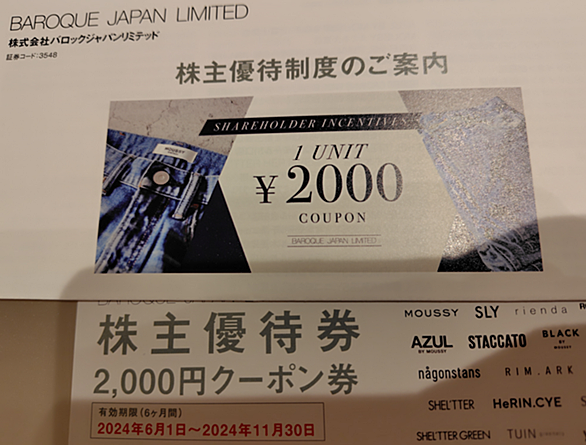 BAROQUE JAPAN LIMITED
株式会社バロックジャパンリミテッド
証券コード:3548
株主優待制度のご案内
SHAREHOLDER INCENTIVES
MOUSSY
1 UNIT
¥2000
COUPON
BAROQUE JAPAN LIMITED
株主優待券
2,000円クーポン券
有効期限(6ヶ月間)
2024年6月1日〜2024年11月30日
MOUSSY SLY rienda
AZUL BY MOUSSY STACCATO BLACK BY MOUSSY
någonstans RIM.ARK
SHEL'TTER HeRIN.CYE
SHEL'TTER GREEN TUIN